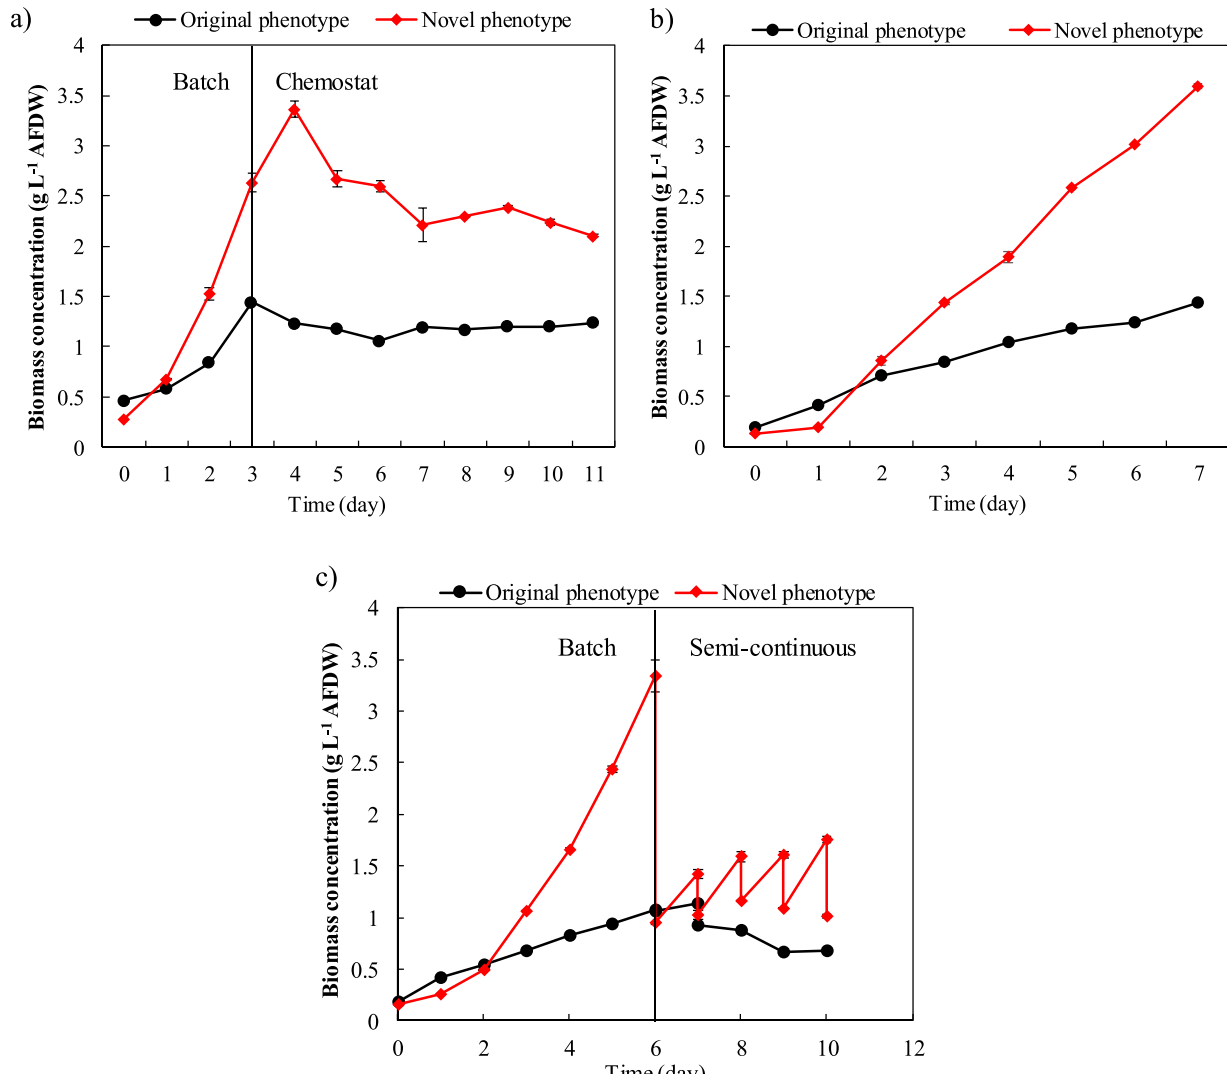 a)
Original phenotype Novel phenotype
4
3.5
3
2.5
2
1.5
1
0.5
0
Biomass concentration (g L⁻¹ AFDW)
Batch Chemostat
0 1 2 3 4 5 6 7 8 9 10 11
Time (day)
b)
Original phenotype Novel phenotype
4
3.5
3
2.5
2
1.5
1
0.5
0
Biomass concentration (g L⁻¹ AFDW)
0 1 2 3 4 5 6 7
Time (day)
c)
Original phenotype Novel phenotype
4
3.5
3
2.5
2
1.5
1
0.5
0
Biomass concentration (g L⁻¹ AFDW)
Batch Semi-continuous
0 2 4 6 8 10 12
Time (day)